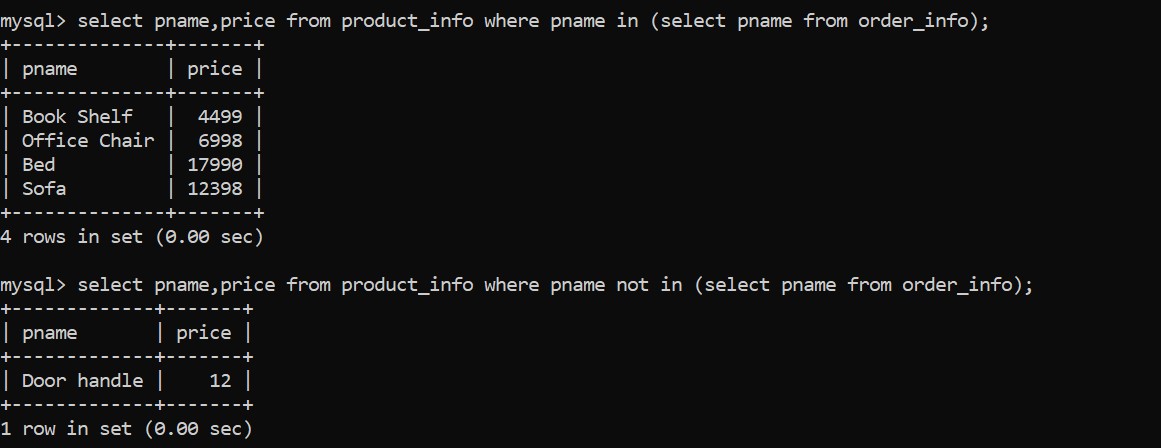 mysql> select pname,price from product_info where pname in (select pname from order_info);
+--------------+-------+
| pname        | price |
+--------------+-------+
| Book Shelf   |  4499 |
| Office Chair |  6998 |
| Bed          | 17990 |
| Sofa         | 12398 |
+--------------+-------+
4 rows in set (0.00 sec)

mysql> select pname,price from product_info where pname not in (select pname from order_info);
+-------------+-------+
| pname       | price |
+-------------+-------+
| Door handle |    12 |
+-------------+-------+
1 row in set (0.00 sec)